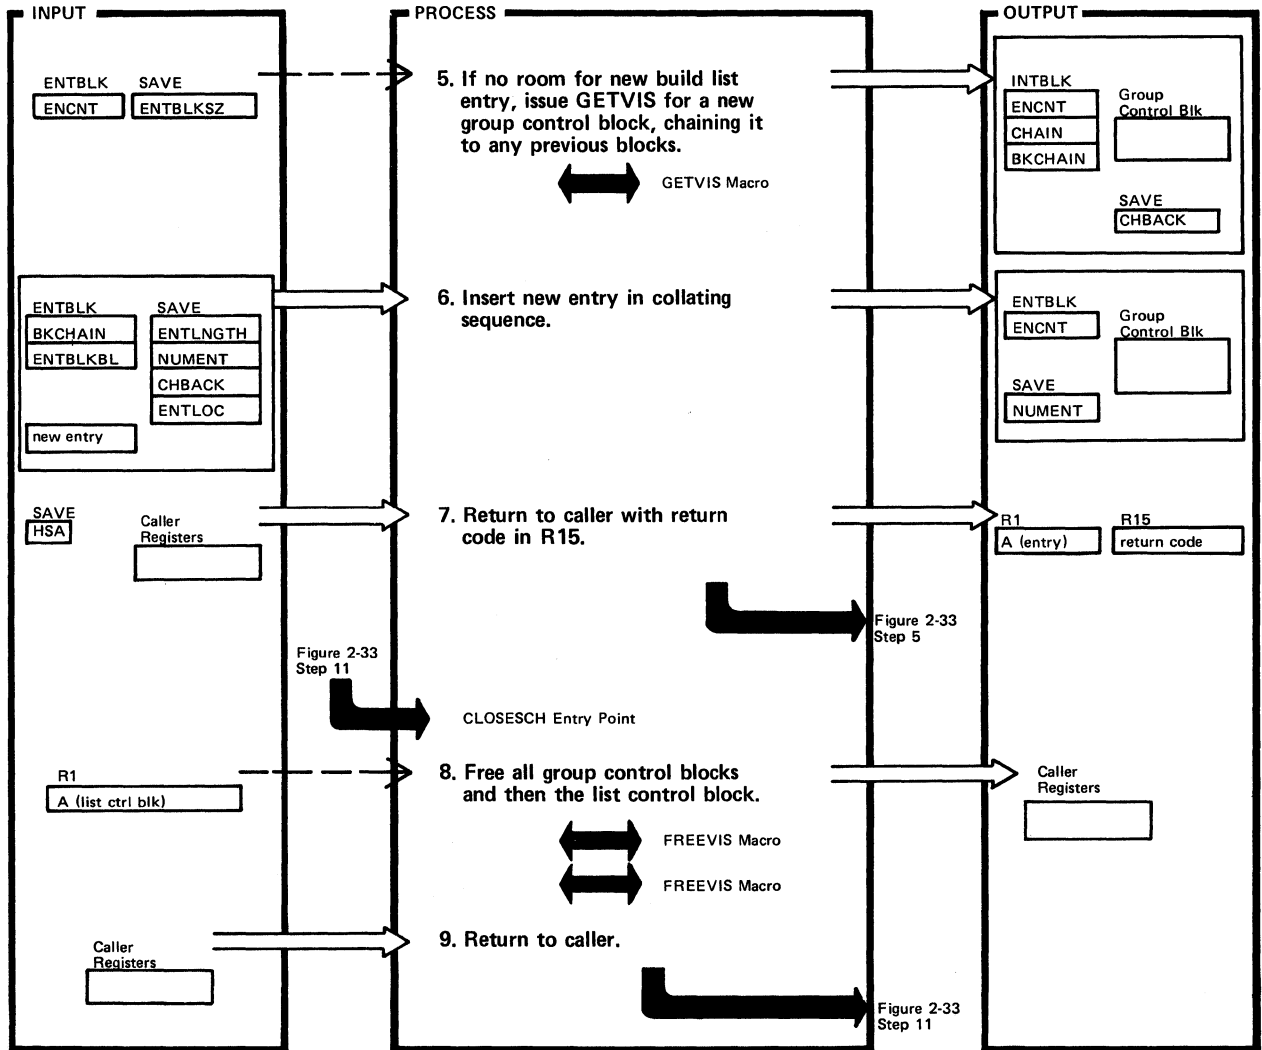 INPUT
PROCESS
OUTPUT
ENTBLK
SAVE
ENCNT
ENTBLKSZ
5. If no room for new build list
entry, issue GETVIS for a new
group control block, chaining it
to any previous blocks.
GETVIS Macro
INTBLK
ENCNT
CHAIN
BKCHAIN
Group
Control Blk
SAVE
CHBACK
ENTBLK
BKCHAIN
ENTBLKBL
SAVE
ENTLNGTH
NUMENT
CHBACK
ENTLOC
new entry
6. Insert new entry in collating
sequence.
ENTBLK
ENCNT
Group
Control Blk
SAVE
NUMENT
SAVE
HSA
Caller
Registers
7. Return to caller with return
code in R15.
R1
A (entry)
R15
return code
Figure 2-33
Step 5
Figure 2-33
Step 11
CLOSESCH Entry Point
R1
A (list ctrl blk)
8. Free all group control blocks
and then the list control block.
FREEVIS Macro
FREEVIS Macro
Caller
Registers
Caller
Registers
9. Return to caller.
Figure 2-33
Step 11